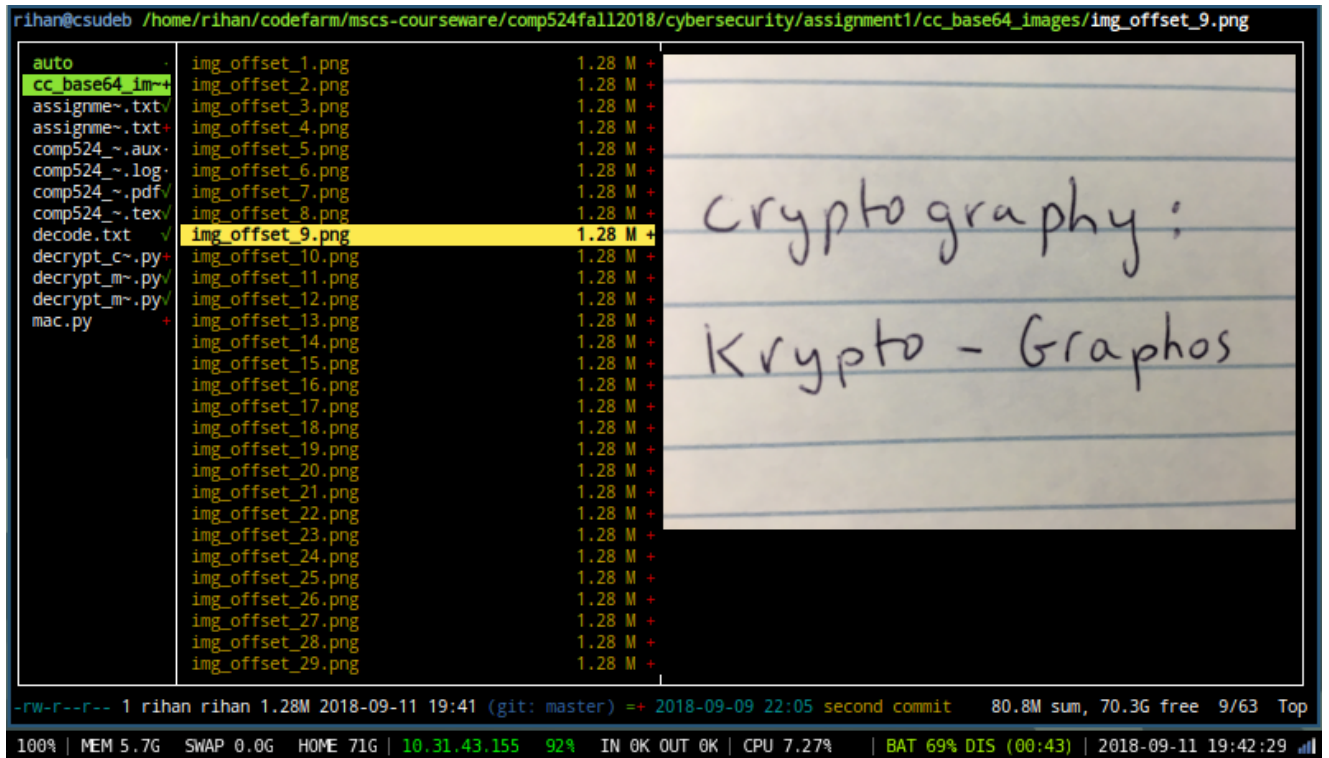 rihan@csudeb /home/rihan/codefarm/mscs-courseware/comp524fall2018/cybersecurity/assignment1/cc_base64_images/img_offset_9.png
auto ·
cc_base64_im~+
assignme~.txt√
assignme~.txt+
comp524_~.aux·
comp524_~.log·
comp524_~.pdf√
comp524_~.tex√
decode.txt √
decrypt_c~.py+
decrypt_m~.py√
decrypt_m~.py√
mac.py +
img_offset_1.png 1.28 M +
img_offset_2.png 1.28 M +
img_offset_3.png 1.28 M +
img_offset_4.png 1.28 M +
img_offset_5.png 1.28 M +
img_offset_6.png 1.28 M +
img_offset_7.png 1.28 M +
img_offset_8.png 1.28 M +
img_offset_9.png 1.28 M +
img_offset_10.png 1.28 M +
img_offset_11.png 1.28 M +
img_offset_12.png 1.28 M +
img_offset_13.png 1.28 M +
img_offset_14.png 1.28 M +
img_offset_15.png 1.28 M +
img_offset_16.png 1.28 M +
img_offset_17.png 1.28 M +
img_offset_18.png 1.28 M +
img_offset_19.png 1.28 M +
img_offset_20.png 1.28 M +
img_offset_21.png 1.28 M +
img_offset_22.png 1.28 M +
img_offset_23.png 1.28 M +
img_offset_24.png 1.28 M +
img_offset_25.png 1.28 M +
img_offset_26.png 1.28 M +
img_offset_27.png 1.28 M +
img_offset_28.png 1.28 M +
img_offset_29.png 1.28 M +
Cryptography:
Krypto - Graphos
-rw-r--r-- 1 rihan rihan 1.28M 2018-09-11 19:41 (git: master) =+ 2018-09-09 22:05 second commit 80.8M sum, 70.3G free 9/63 Top
100% | MEM 5.7G SWAP 0.0G HOME 71G | 10.31.43.155 92% IN 0K OUT 0K | CPU 7.27% | BAT 69% DIS (00:43) | 2018-09-11 19:42:29